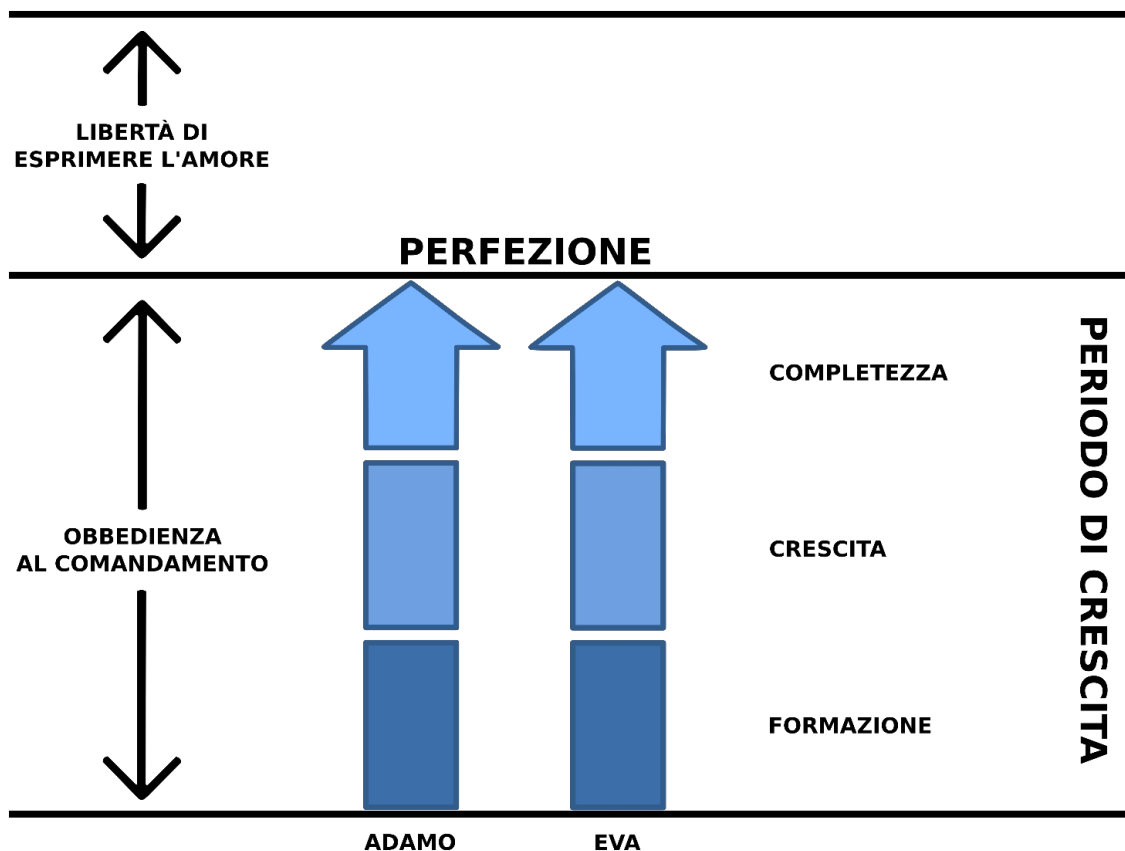 LIBERTÀ DI
ESPRIMERE L'AMORE
PERFEZIONE
COMPLETEZZA
OBBEDIENZA
AL COMANDAMENTO
CRESCITA
FORMAZIONE
PERIODO DI CRESCITA
ADAMO
EVA